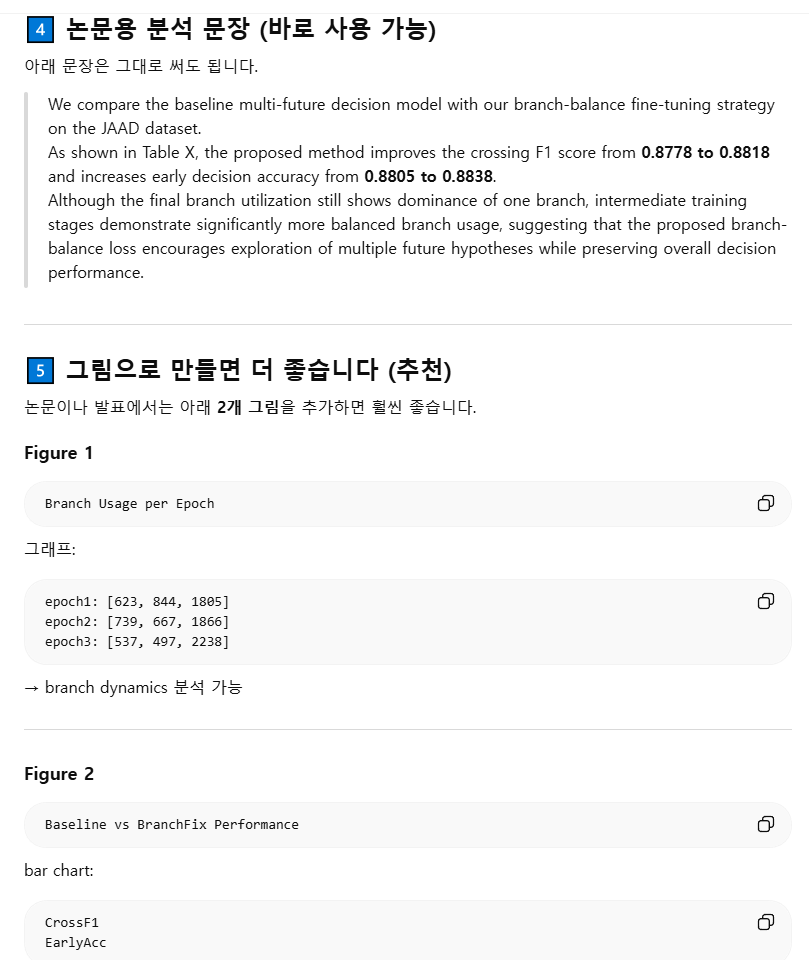 4 논문용 분석 문장 (바로 사용 가능)
아래 문장은 그대로 써도 됩니다.
We compare the baseline multi-future decision model with our branch-balance fine-tuning strategy
on the JAAD dataset.
As shown in Table X, the proposed method improves the crossing F1 score from 0.8778 to 0.8818
and increases early decision accuracy from 0.8805 to 0.8838.
Although the final branch utilization still shows dominance of one branch, intermediate training
stages demonstrate significantly more balanced branch usage, suggesting that the proposed branch-
balance loss encourages exploration of multiple future hypotheses while preserving overall decision
performance.
5 그림으로 만들면 더 좋습니다 (추천)
논문이나 발표에서는 아래 2개 그림을 추가하면 훨씬 좋습니다.
Figure 1
Branch Usage per Epoch
그래프:
epoch1: [623, 844, 1805]
epoch2: [739, 667, 1866]
epoch3: [537, 497, 2238]
→ branch dynamics 분석 가능
Figure 2
Baseline vs BranchFix Performance
bar chart:
CrossF1
EarlyAcc